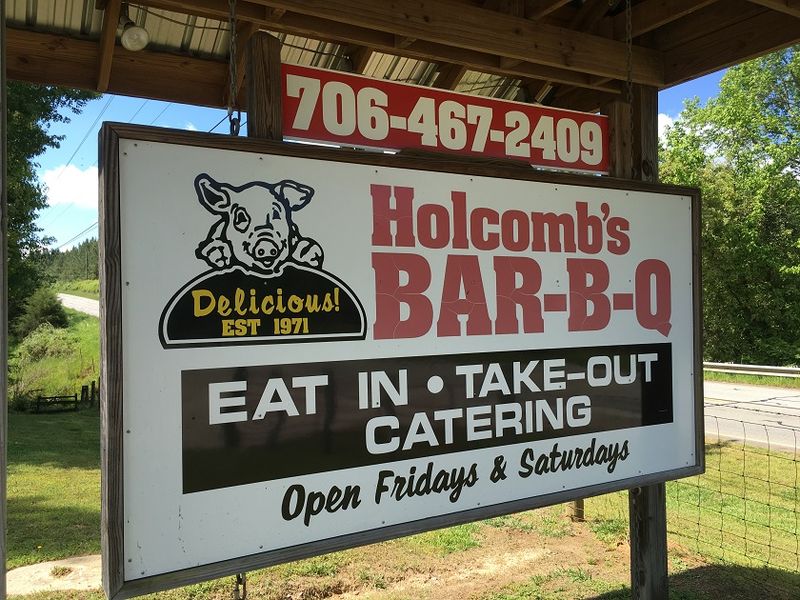 706-467-2409
Delicious!
EST 1971
Holcomb's
BAR-B-Q
EAT IN • TAKE-OUT
CATERING
Open Fridays & Saturdays